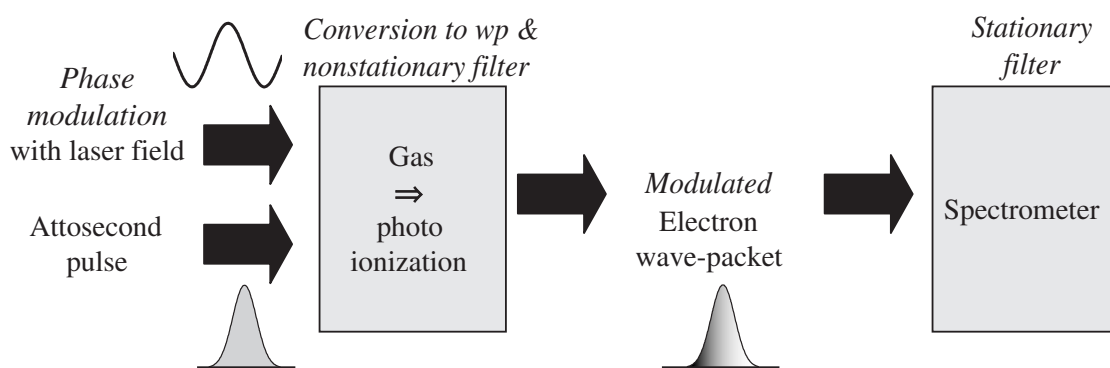 Phase
modulation
with laser field
Attosecond
pulse
Conversion to wp &
nonstationary filter
Gas
⇒
photo
ionization
Modulated
Electron
wave-packet
Stationary
filter
Spectrometer